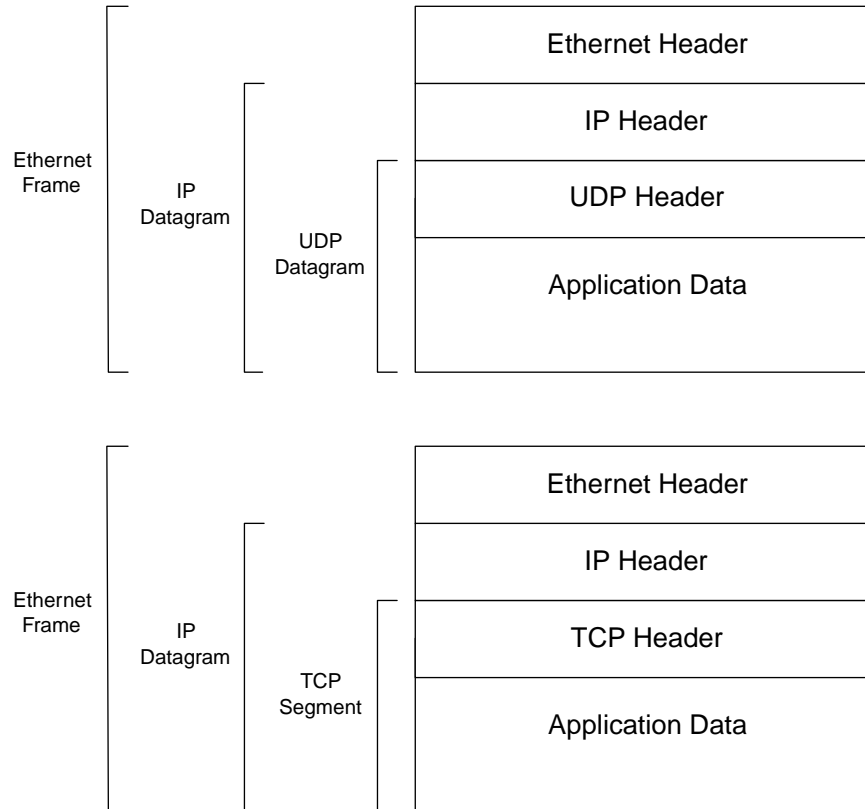 Ethernet Header
IP Header
UDP Header
Application Data
Ethernet
Frame
IP
Datagram
UDP
Datagram
Ethernet Header
IP Header
TCP Header
Application Data
Ethernet
Frame
IP
Datagram
TCP
Segment